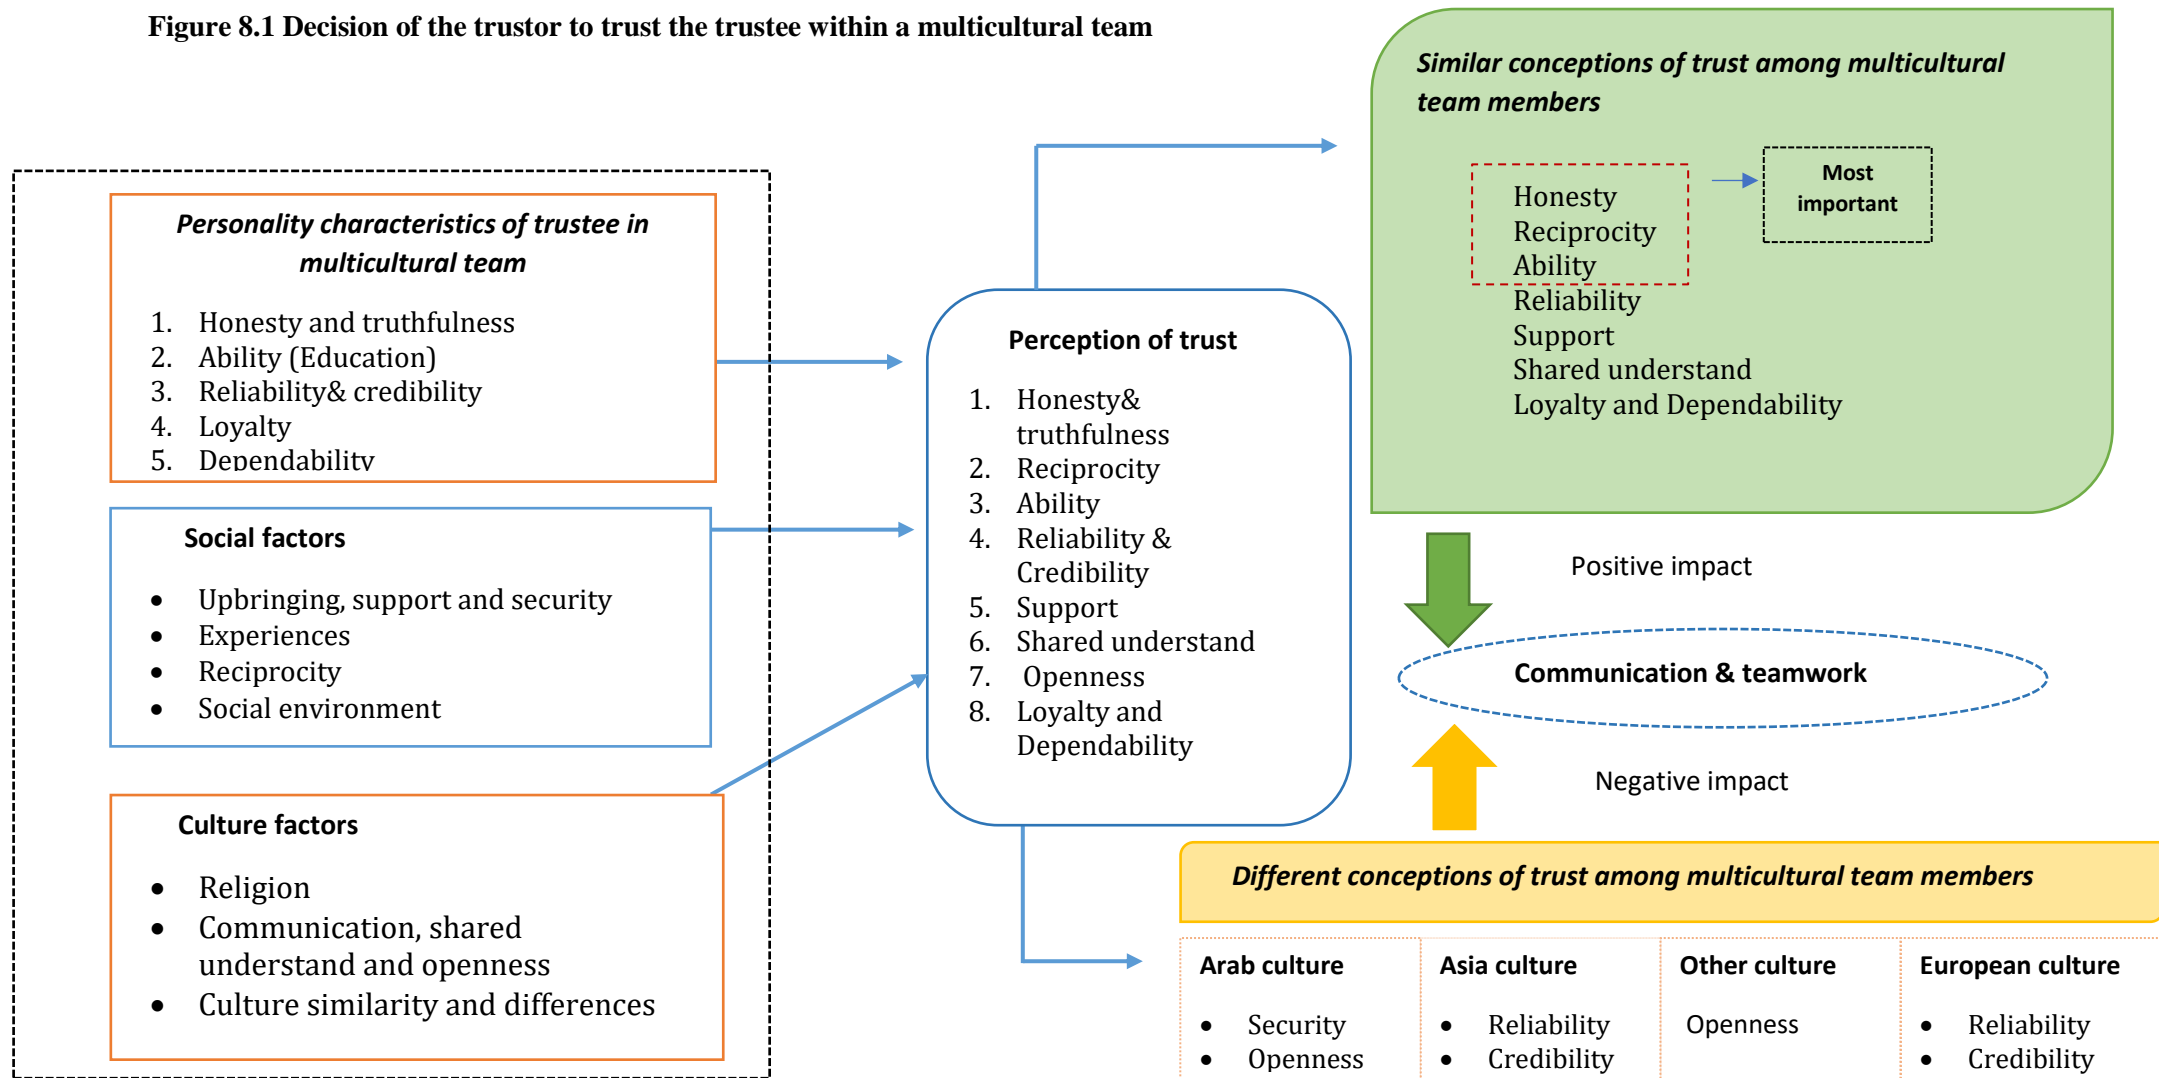 Figure 8.1 Decision of the trustor to trust the trustee within a multicultural team
Personality characteristics of trustee in
multicultural team
1. Honesty and truthfulness
2. Ability (Education)
3. Reliability& credibility
4. Loyalty
5. Dependability
Social factors
• Upbringing, support and security
• Experiences
• Reciprocity
• Social environment
Culture factors
• Religion
• Communication, shared
understand and openness
• Culture similarity and differences
Perception of trust
1. Honesty&
truthfulness
2. Reciprocity
3. Ability
4. Reliability &
Credibility
5. Support
6. Shared understand
7. Openness
8. Loyalty and
Dependability
Similar conceptions of trust among multicultural
team members
Honesty
Reciprocity
Ability
Reliability
Support
Shared understand
Loyalty and Dependability
Most
important
Positive impact
Communication & teamwork
Negative impact
Different conceptions of trust among multicultural team members
Arab culture
• Security
• Openness
Asia culture
• Reliability
• Credibility
Other culture
Openness
European culture
• Reliability
• Credibility